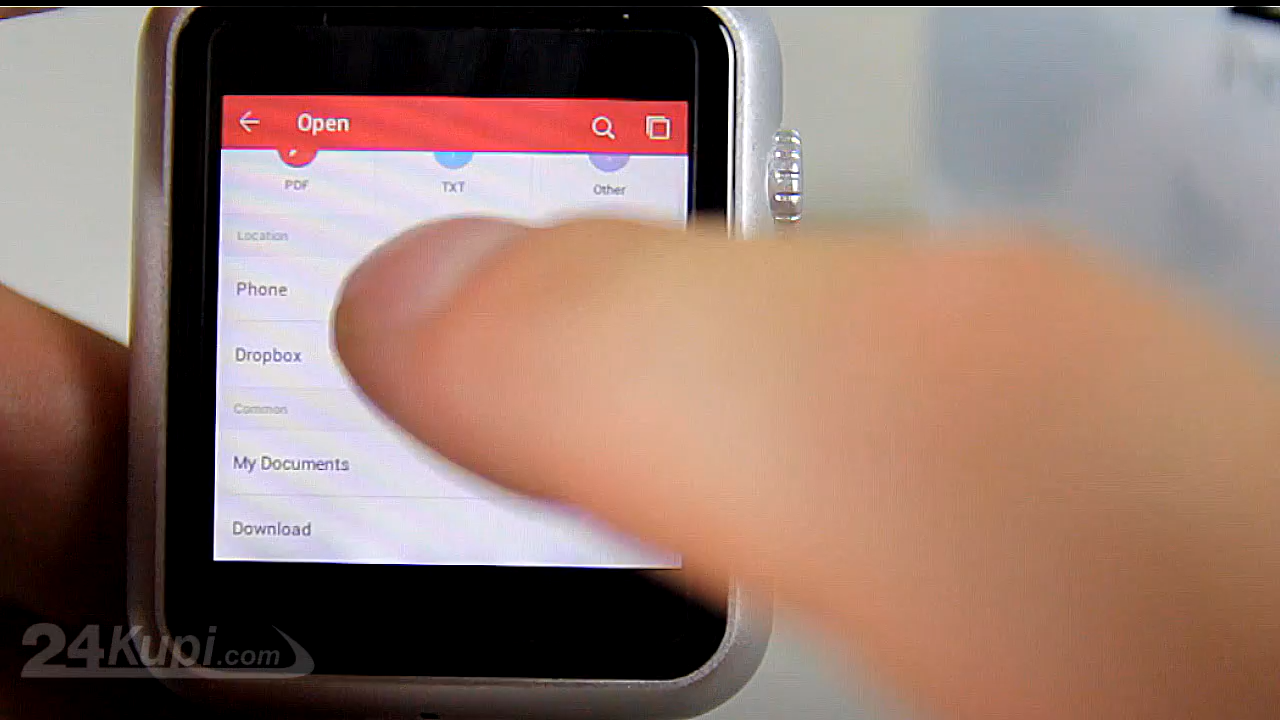 Open
PDF
TXT
Other
Location
Phone
Dropbox
Common
My Documents
Download
24Kupi.com